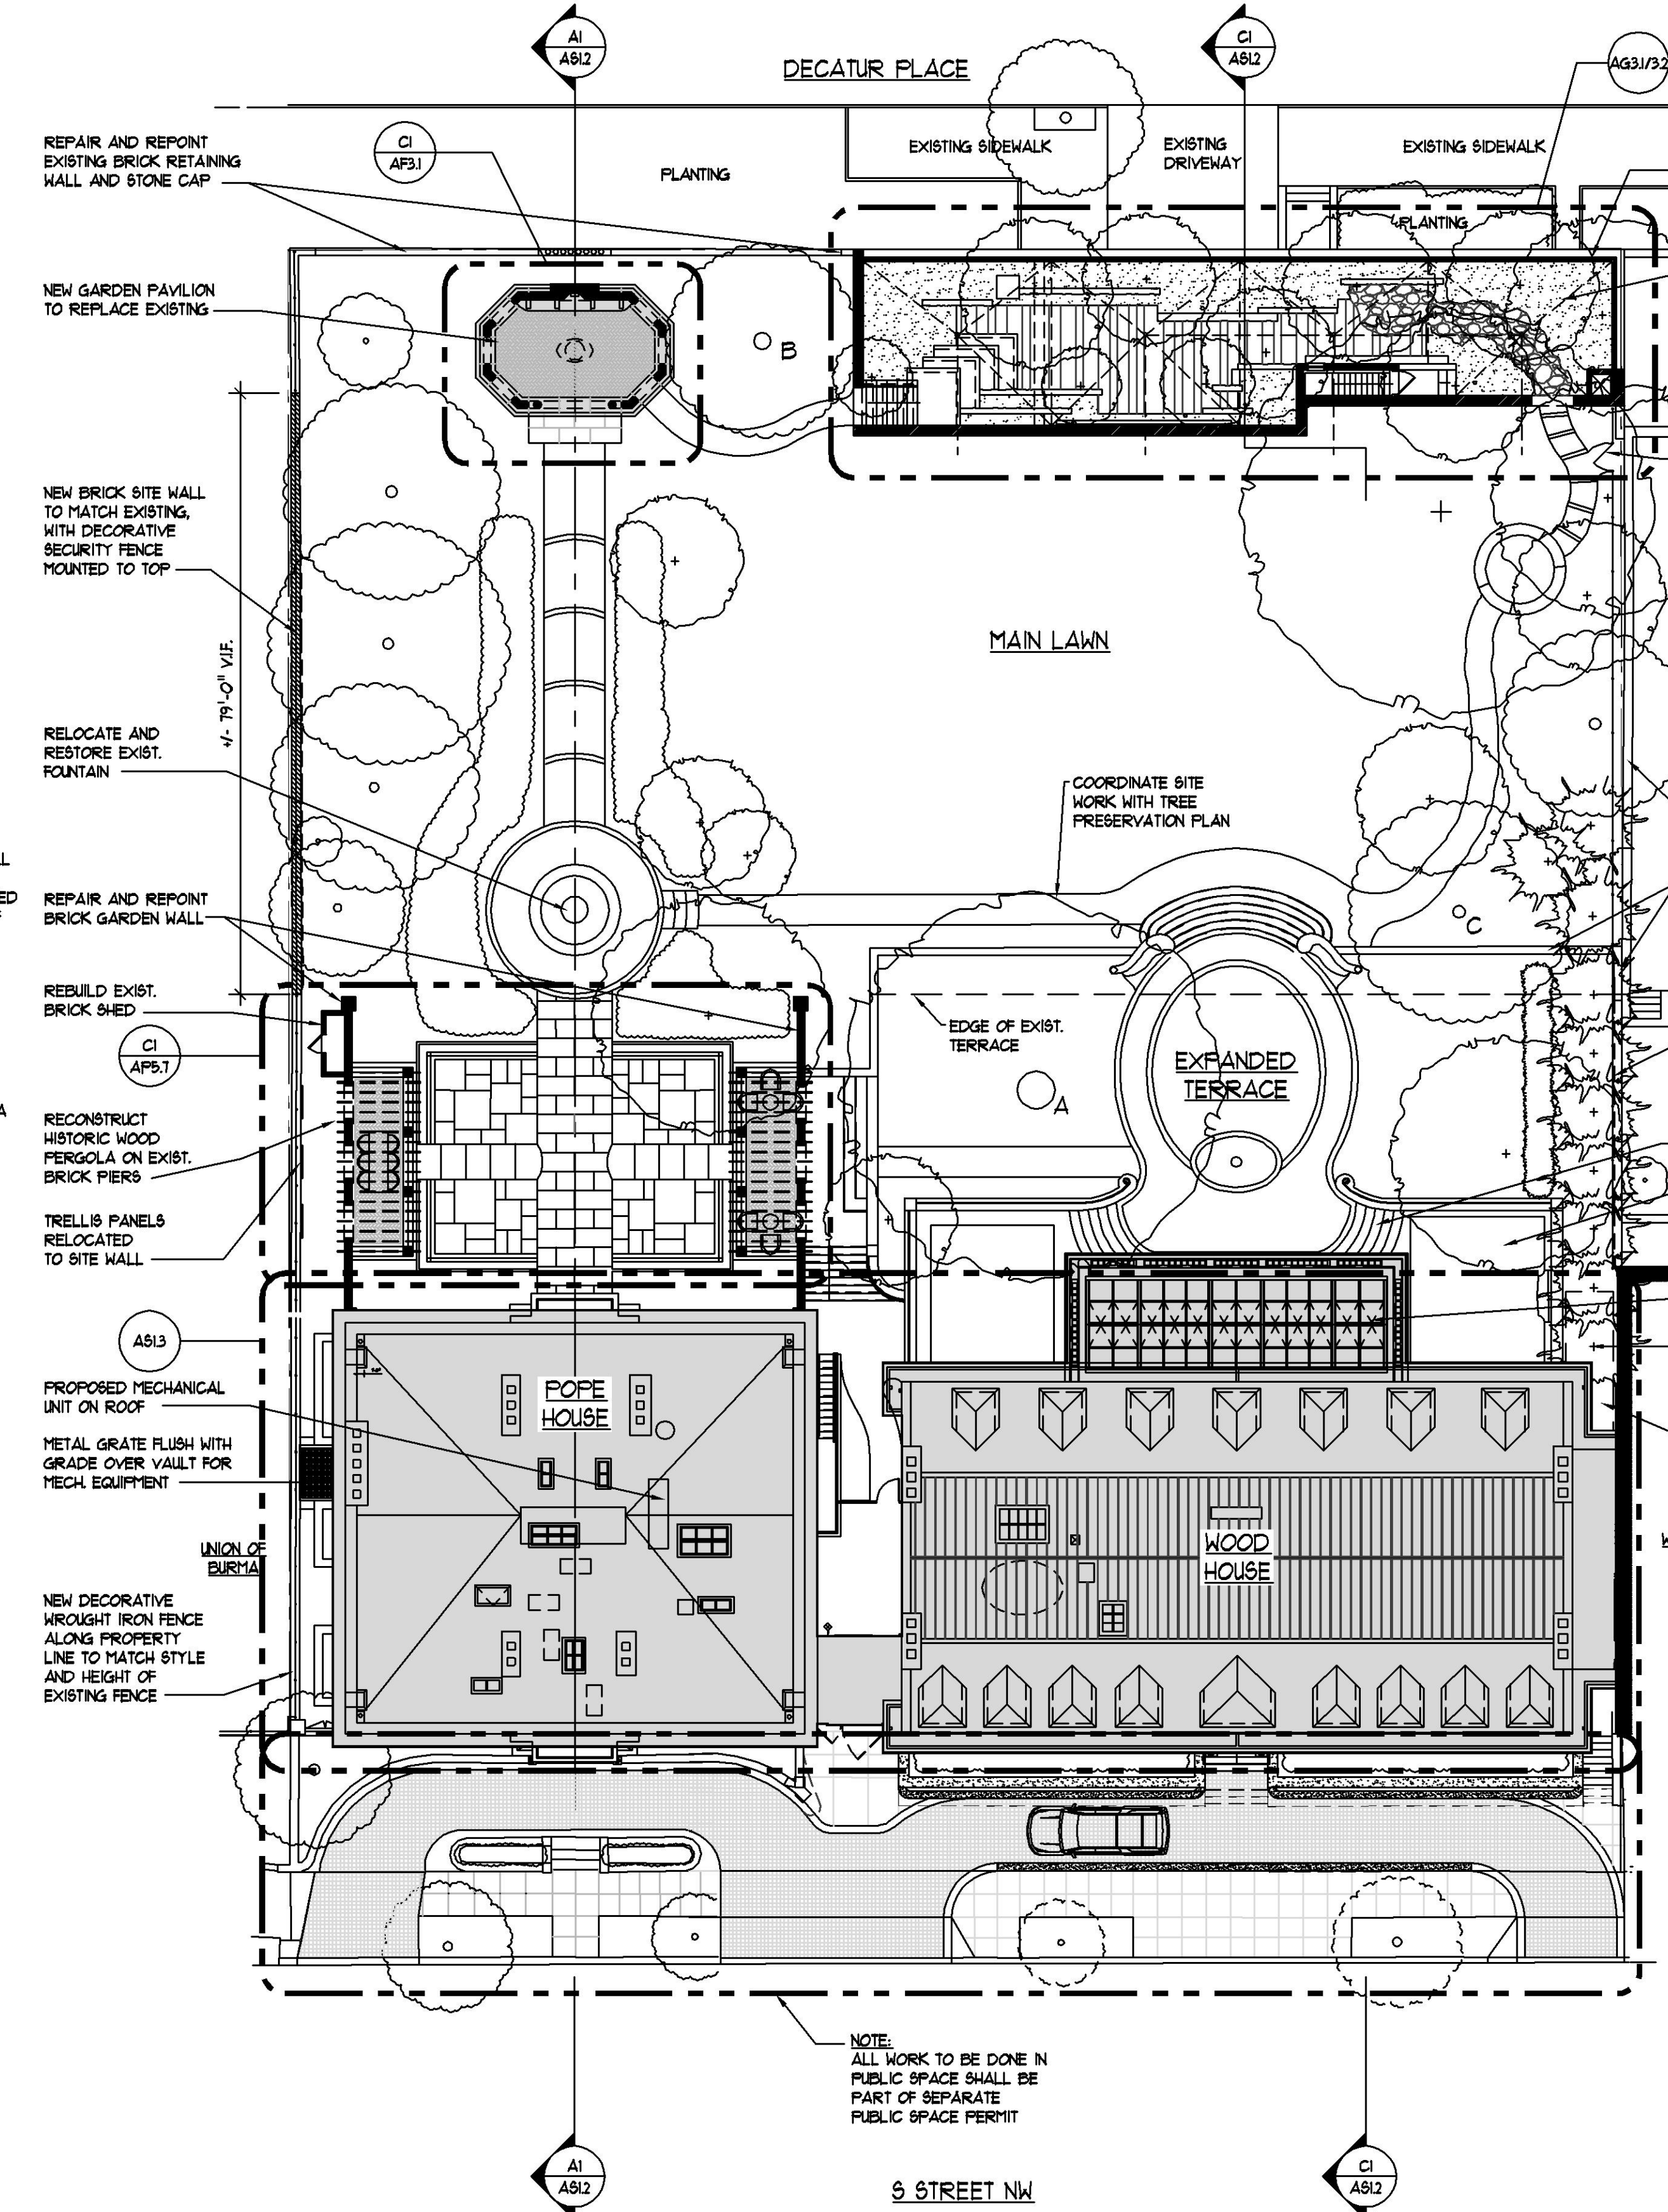 A1
AS1.2
C1
AS1.2
DECATUR PLACE
AG3.1/3.2
REPAIR AND REPOINT
EXISTING BRICK RETAINING
WALL AND STONE CAP
C1
AF3.1
PLANTING
EXISTING SIDEWALK
EXISTING
DRIVEWAY
EXISTING SIDEWALK
PLANTING
NEW GARDEN PAVILION
TO REPLACE EXISTING
B
NEW BRICK SITE WALL
TO MATCH EXISTING,
WITH DECORATIVE
SECURITY FENCE
MOUNTED TO TOP
+/- 79'-0" V.I.F.
MAIN LAWN
RELOCATE AND
RESTORE EXIST.
FOUNTAIN
COORDINATE SITE
WORK WITH TREE
PRESERVATION PLAN
LL
ED
REPAIR AND REPOINT
BRICK GARDEN WALL
C
REBUILD EXIST.
BRICK SHED
EDGE OF EXIST.
TERRACE
C1
AP5.7
EXPANDED
TERRACE
A
A
RECONSTRUCT
HISTORIC WOOD
PERGOLA ON EXIST.
BRICK PIERS
TRELLIS PANELS
RELOCATED
TO SITE WALL
AS1.3
PROPOSED MECHANICAL
UNIT ON ROOF
POPE
HOUSE
METAL GRATE FLUSH WITH
GRADE OVER VAULT FOR
MECH. EQUIPMENT
UNION OF
BURMA
WOOD
HOUSE
W
NEW DECORATIVE
WROUGHT IRON FENCE
ALONG PROPERTY
LINE TO MATCH STYLE
AND HEIGHT OF
EXISTING FENCE
NOTE:
ALL WORK TO BE DONE IN
PUBLIC SPACE SHALL BE
PART OF SEPARATE
PUBLIC SPACE PERMIT
A1
AS1.2
S STREET NW
C1
AS1.2